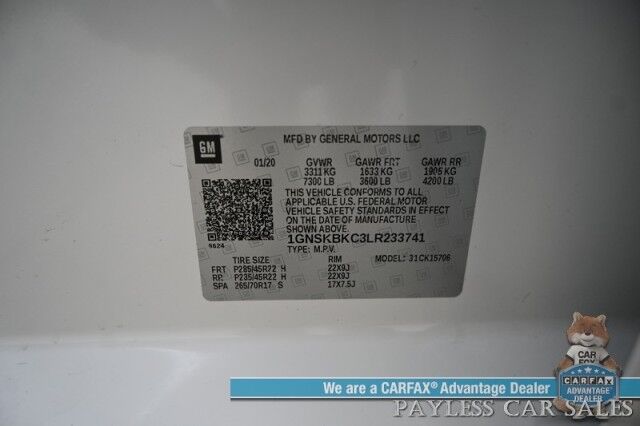 GM
MFD BY GENERAL MOTORS LLC
01/20 GVWR GAWR FRT GAWR RR
3311 KG 1633 KG 1905 KG
7300 LB 3600 LB 4200 LB
THIS VEHICLE CONFORMS TO ALL
APPLICABLE U.S. FEDERAL MOTOR
VEHICLE SAFETY STANDARDS IN EFFECT
ON THE DATE OF MANUFACTURE
SHOWN ABOVE.
1GNSKBKC3LR233741
9624 TYPE: M.P.V.
TIRE SIZE RIM MODEL: 31CK15706
FRT P285/45R22 H 22X9J
RR P285/45R22 H 22X9J
SPA 265/70R17 S 17X7.5J
CAR
FOX
We are a CARFAX® Advantage Dealer
CARFAX
ADVANTAGE
DEALER
PAYLESS CAR SALES